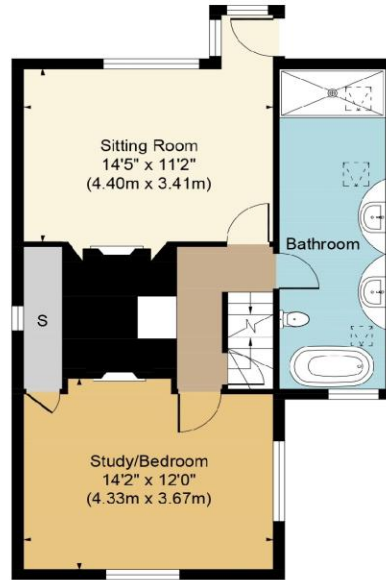 Sitting Room
14'5" x 11'2"
(4.40m x 3.41m)
Bathroom
S
Study/Bedroom
14'2" x 12'0"
(4.33m x 3.67m)